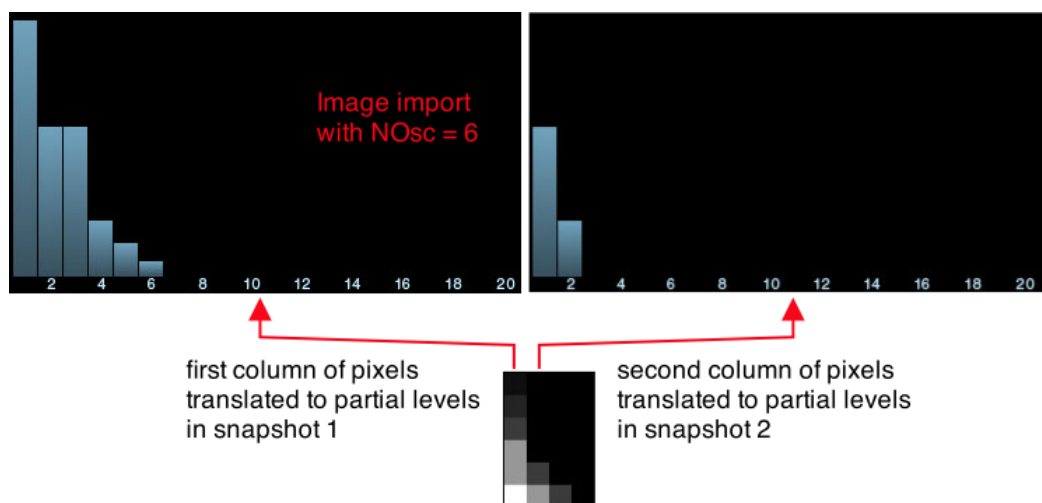 Image import
with NOsc = 6
2 4 6 8 10 12 14 16 18 20
2 4 6 8 10 12 14 16 18 20
first column of pixels
translated to partial levels
in snapshot 1
second column of pixels
translated to partial levels
in snapshot 2